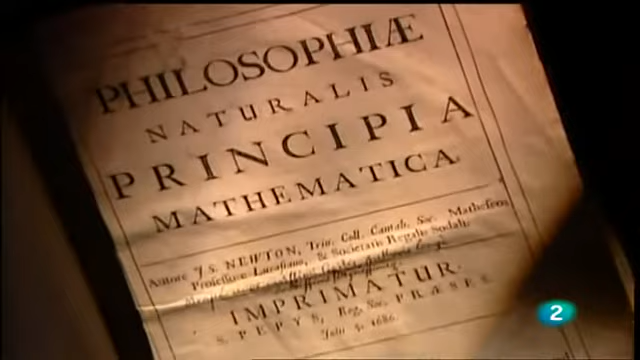 PHILOSOPHIÆ
NATURALIS
PRINCIPIA
MATHEMATICA
Autore J.S. NEWTON, Trin. Coll. Cantab. Soc. Matheseos
Professore Lucasiano, & Societatis Regalis Sodali.
IMPRIMATUR.
S. PEPYS, Reg. Soc. PRÆSES.
Julii 5. 1686.
2